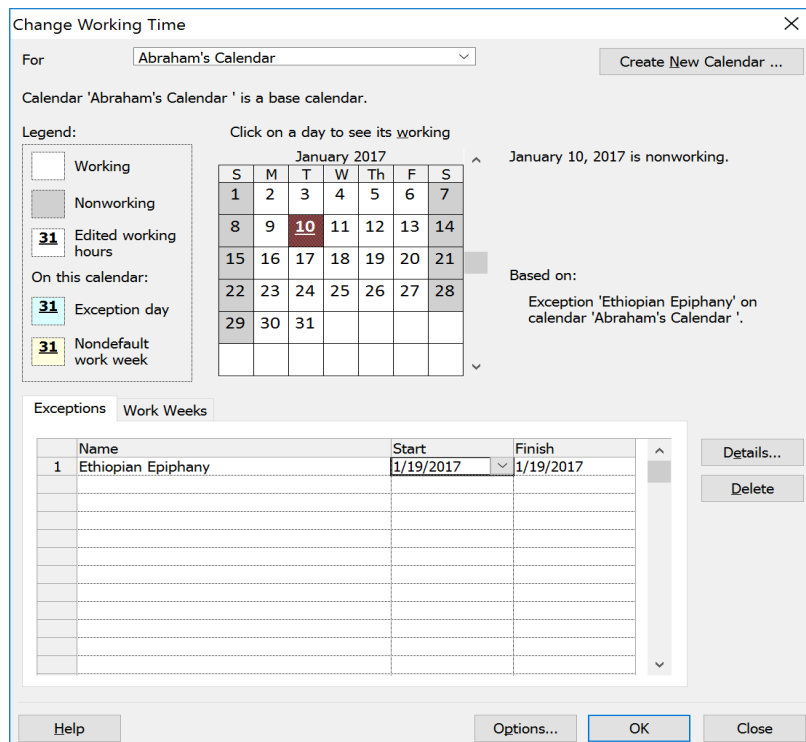 Change Working Time
For Abraham's Calendar Create New Calendar ...
Calendar 'Abraham's Calendar ' is a base calendar.
Legend:
Working
Nonworking
31 Edited working
hours
On this calendar:
31 Exception day
31 Nondefault
work week
Click on a day to see its working
January 2017
S M T W Th F S
1 2 3 4 5 6 7
8 9 10 11 12 13 14
15 16 17 18 19 20 21
22 23 24 25 26 27 28
29 30 31
January 10, 2017 is nonworking.
Based on:
Exception 'Ethiopian Epiphany' on
calendar 'Abraham's Calendar '.
Exceptions Work Weeks
Name Start Finish
1 Ethiopian Epiphany 1/19/2017 1/19/2017
Details...
Delete
Help Options... OK Close